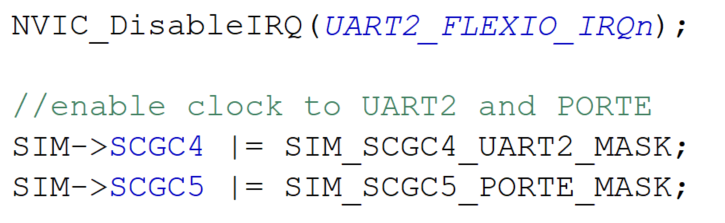 NVIC_DisableIRQ(UART2_FLEXIO_IRQn);
//enable clock to UART2 and PORTE
SIM->SCGC4 |= SIM_SCGC4_UART2_MASK;
SIM->SCGC5 |= SIM_SCGC5_PORTE_MASK;